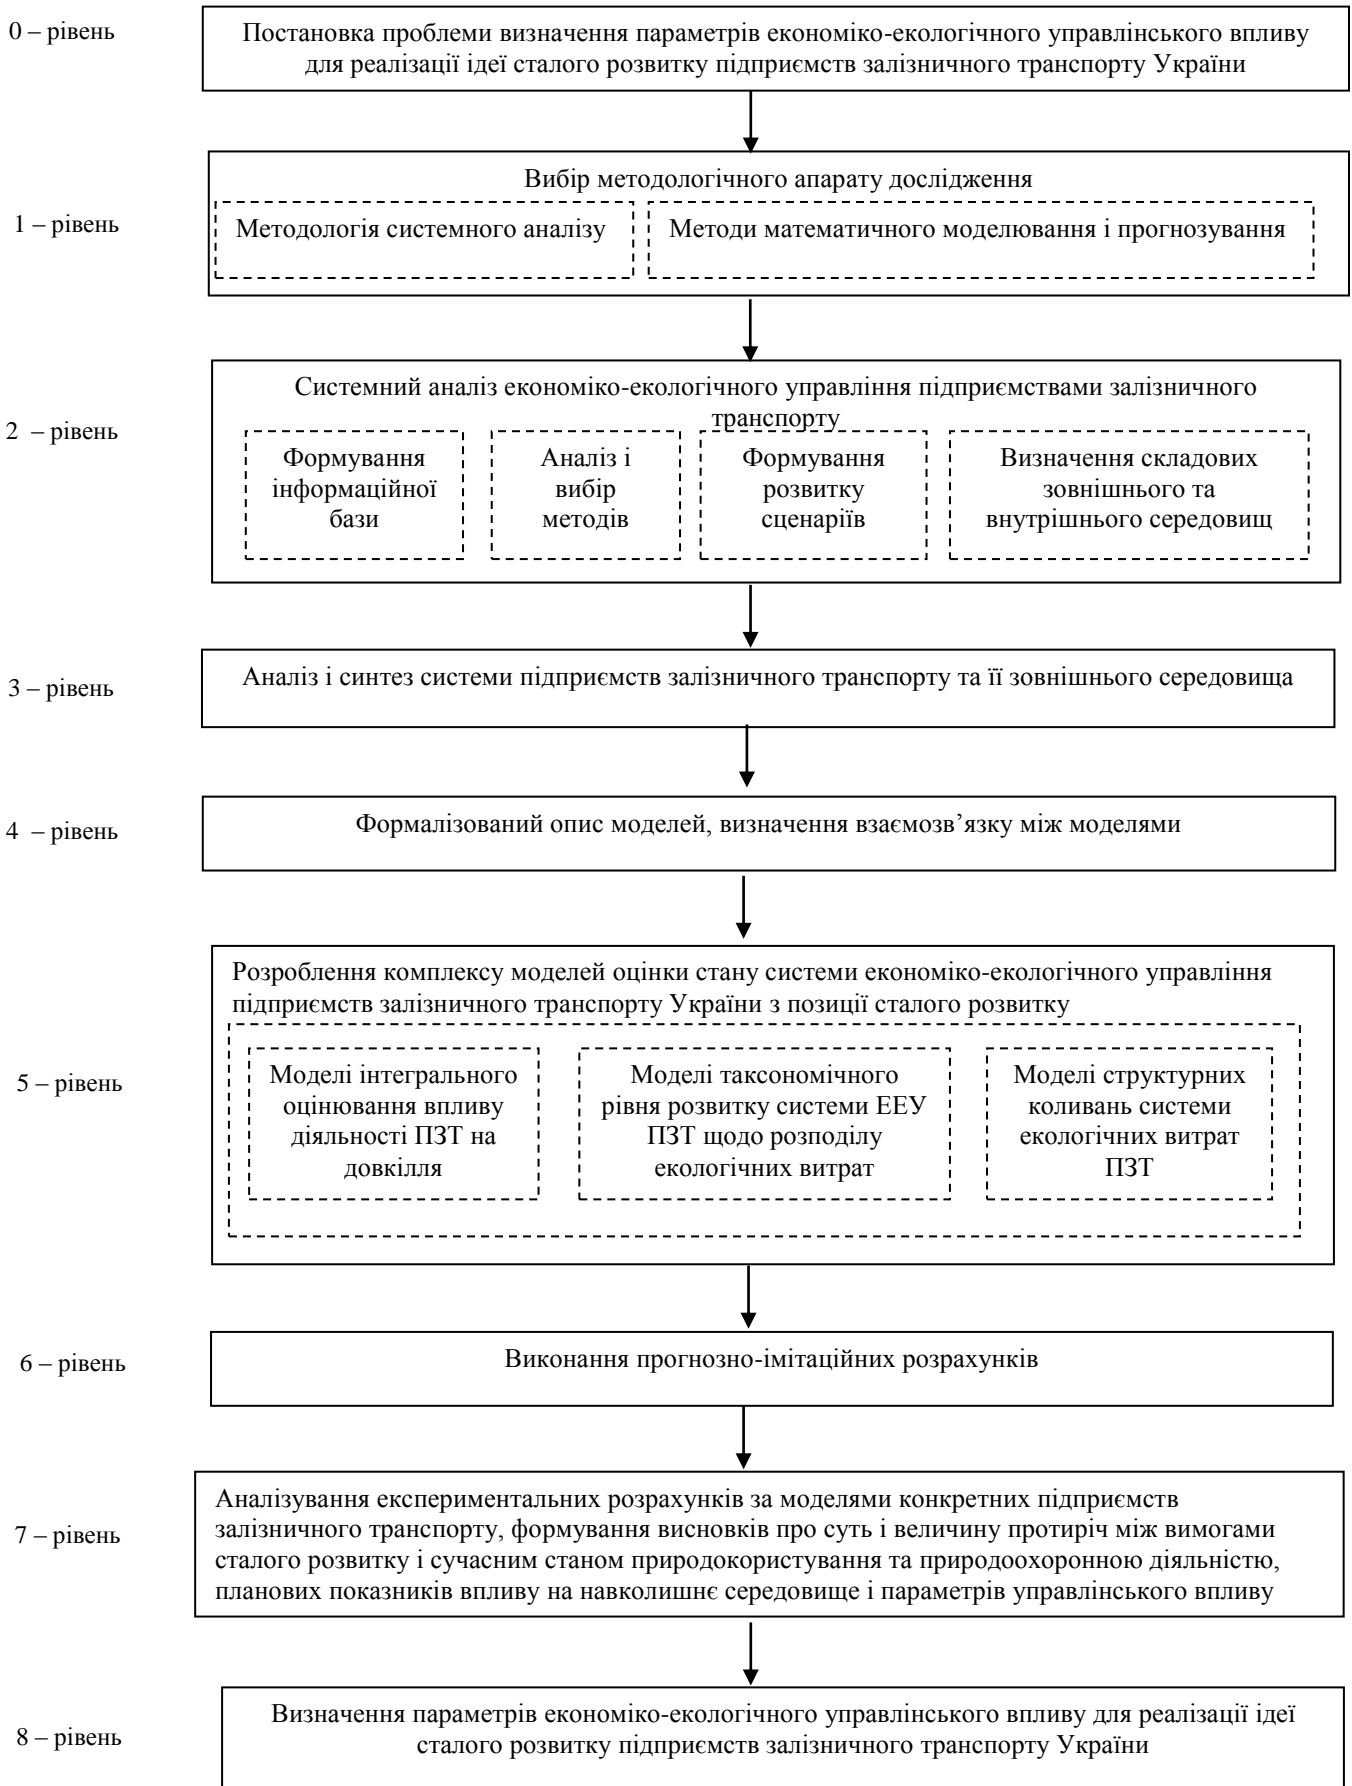 0 – рівень
Постановка проблеми визначення параметрів економіко-екологічного управлінського впливу
для реалізації ідеї сталого розвитку підприємств залізничного транспорту України
1 – рівень
Вибір методологічного апарату дослідження
Методологія системного аналізу
Методи математичного моделювання і прогнозування
2 – рівень
Системний аналіз економіко-екологічного управління підприємствами залізничного
транспорту
Формування
інформаційної
бази
Аналіз і
вибір
методів
Формування
розвитку
сценаріїв
Визначення складових
зовнішнього та
внутрішнього середовищ
3 – рівень
Аналіз і синтез системи підприємств залізничного транспорту та її зовнішнього середовища
4 – рівень
Формалізований опис моделей, визначення взаємозв’язку між моделями
5 – рівень
Розроблення комплексу моделей оцінки стану системи економіко-екологічного управління
підприємств залізничного транспорту України з позиції сталого розвитку
Моделі інтегрального
оцінювання впливу
діяльності ПЗТ на
довкілля
Моделі таксономічного
рівня розвитку системи ЕЕУ
ПЗТ щодо розподілу
екологічних витрат
Моделі структурних
коливань системи
екологічних витрат
ПЗТ
6 – рівень
Виконання прогнозно-імітаційних розрахунків
7 – рівень
Аналізування експериментальних розрахунків за моделями конкретних підприємств
залізничного транспорту, формування висновків про суть і величину протиріч між вимогами
сталого розвитку і сучасним станом природокористування та природоохоронною діяльністю,
планових показників впливу на навколишнє середовище і параметрів управлінського впливу
8 – рівень
Визначення параметрів економіко-екологічного управлінського впливу для реалізації ідеї
сталого розвитку підприємств залізничного транспорту України